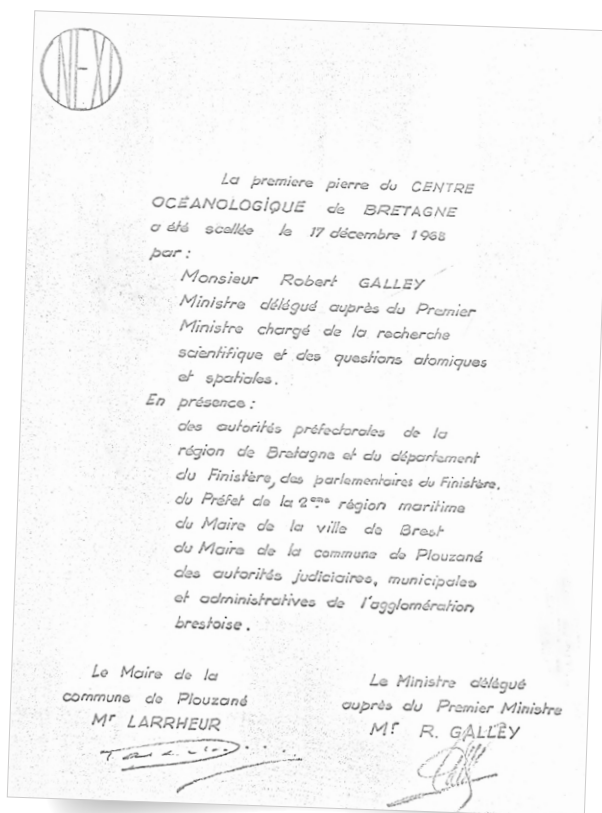 CNEXO
La premiere pierre du CENTRE
OCÉANOLOGIQUE de BRETAGNE
a été scellée le 17 décembre 1968
par :
Monsieur Robert GALLEY
Ministre délégué auprès du Premier
Ministre chargé de la recherche
scientifique et des questions atomiques
et spatiales.
En présence :
des autorités préfectorales de la
région de Bretagne et du département
du Finistère, des parlementaires du Finistère.
du Préfet de la 2ème région maritime
du Maire de la ville de Brest
du Maire de la commune de Plouzané
des autorités judiciaires, municipales
et administratives de l'agglomération
brestoise.
Le Maire de la
commune de Plouzané
Mr LARRHEUR
Le Ministre délégué
auprès du Premier Ministre
Mr R. GALLEY